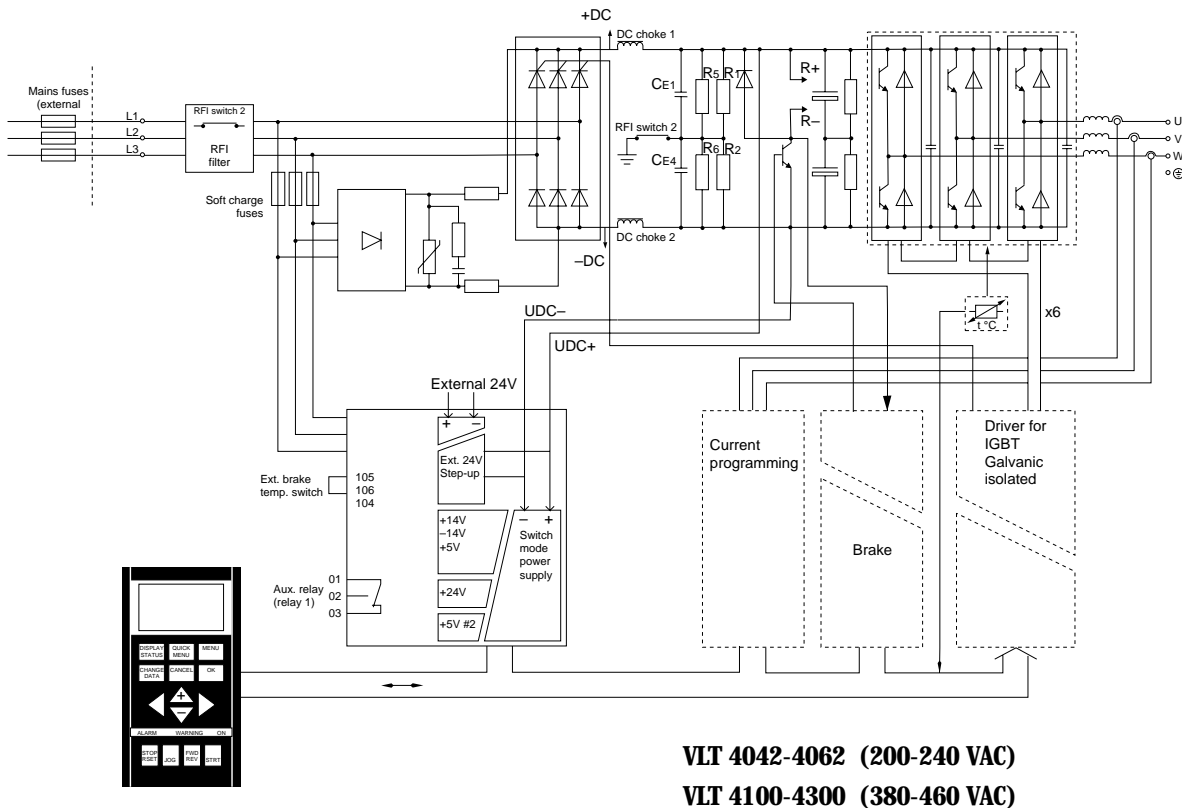 +DC
DC choke 1
Mains fuses
(external
L1
L2
L3
RFI switch 2
RFI
filter
Soft charge
fuses
CE1
R5
R1
R+
R−
RFI switch 2
CE4
R6
R2
DC choke 2
−DC
U
V
W
UDC−
UDC+
t °C
x6
External 24V
+ −
Ext. 24V
Step-up
Ext. brake
temp. switch
105
106
104
+14V
−14V
+5V
− +
Switch
mode
power
supply
+24V
+5V #2
Aux. relay
(relay 1)
01
02
03
Current
programming
Brake
Driver for
IGBT
Galvanic
isolated
DISPLAY
STATUS
QUICK
MENU
MENU
CHANGE
DATA
CANCEL
OK
+
−
ALARM WARNING ON
STOP
RSET
JOG
FWD
REV
STRT
VLT 4042-4062 (200-240 VAC)
VLT 4100-4300 (380-460 VAC)